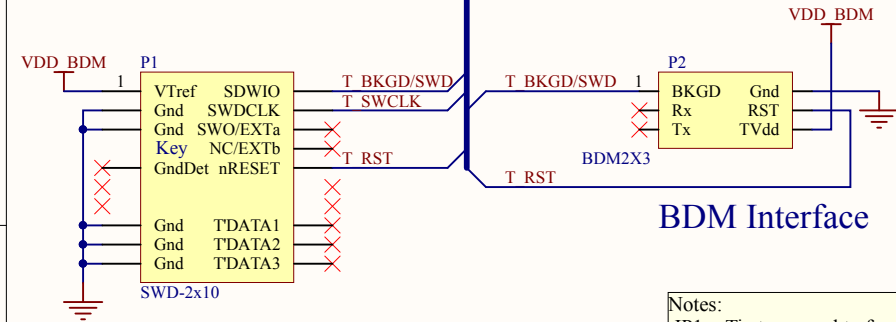 VDD_BDM
VDD_BDM
P1
P2
1 VTref SDWIO T_BKGD/SWD
Gnd SWDCLK T_SWCLK
Gnd SWO/EXTa
Key NC/EXTb
GndDet nRESET T_RST
Gnd T'DATA1
Gnd T'DATA2
Gnd T'DATA3
SWD-2x10
T_BKGD/SWD 1 BKGD Gnd
Rx RST
Tx TVdd
BDM2X3
T_RST
BDM Interface
Notes: